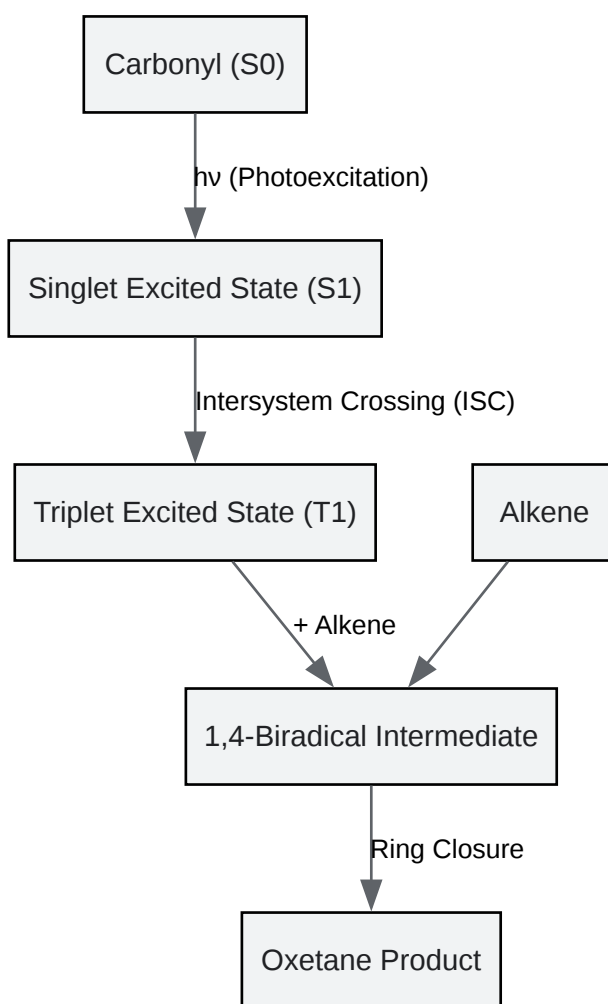 Carbonyl (S0)
hν (Photoexcitation)
Singlet Excited State (S1)
Intersystem Crossing (ISC)
Triplet Excited State (T1)
Alkene
+ Alkene
1,4-Biradical Intermediate
Ring Closure
Oxetane Product